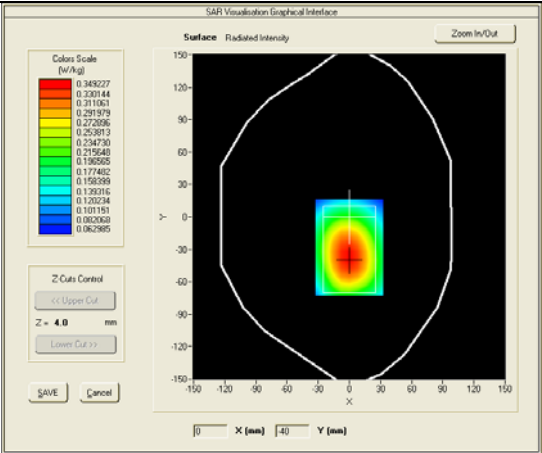 SAR Visualisation Graphical Interface
Surface Radiated Intensity
Zoom In/Out
Colors Scale
(W/kg)
0.349227
0.330144
0.311061
0.291979
0.272896
0.253813
0.234730
0.215648
0.196565
0.177482
0.158399
0.139316
0.120234
0.101151
0.082068
0.062985
150
120
90
60
30
0
-30
-60
-90
-120
-150
Y
-150 -120 -90 -60 -30 0 30 60 90 120 150
X
Z-Cuts Control
<< Upper Cut
Z = 4.0 mm
Lower Cut >>
SAVE Cancel
0 X (mm) -40 Y (mm)